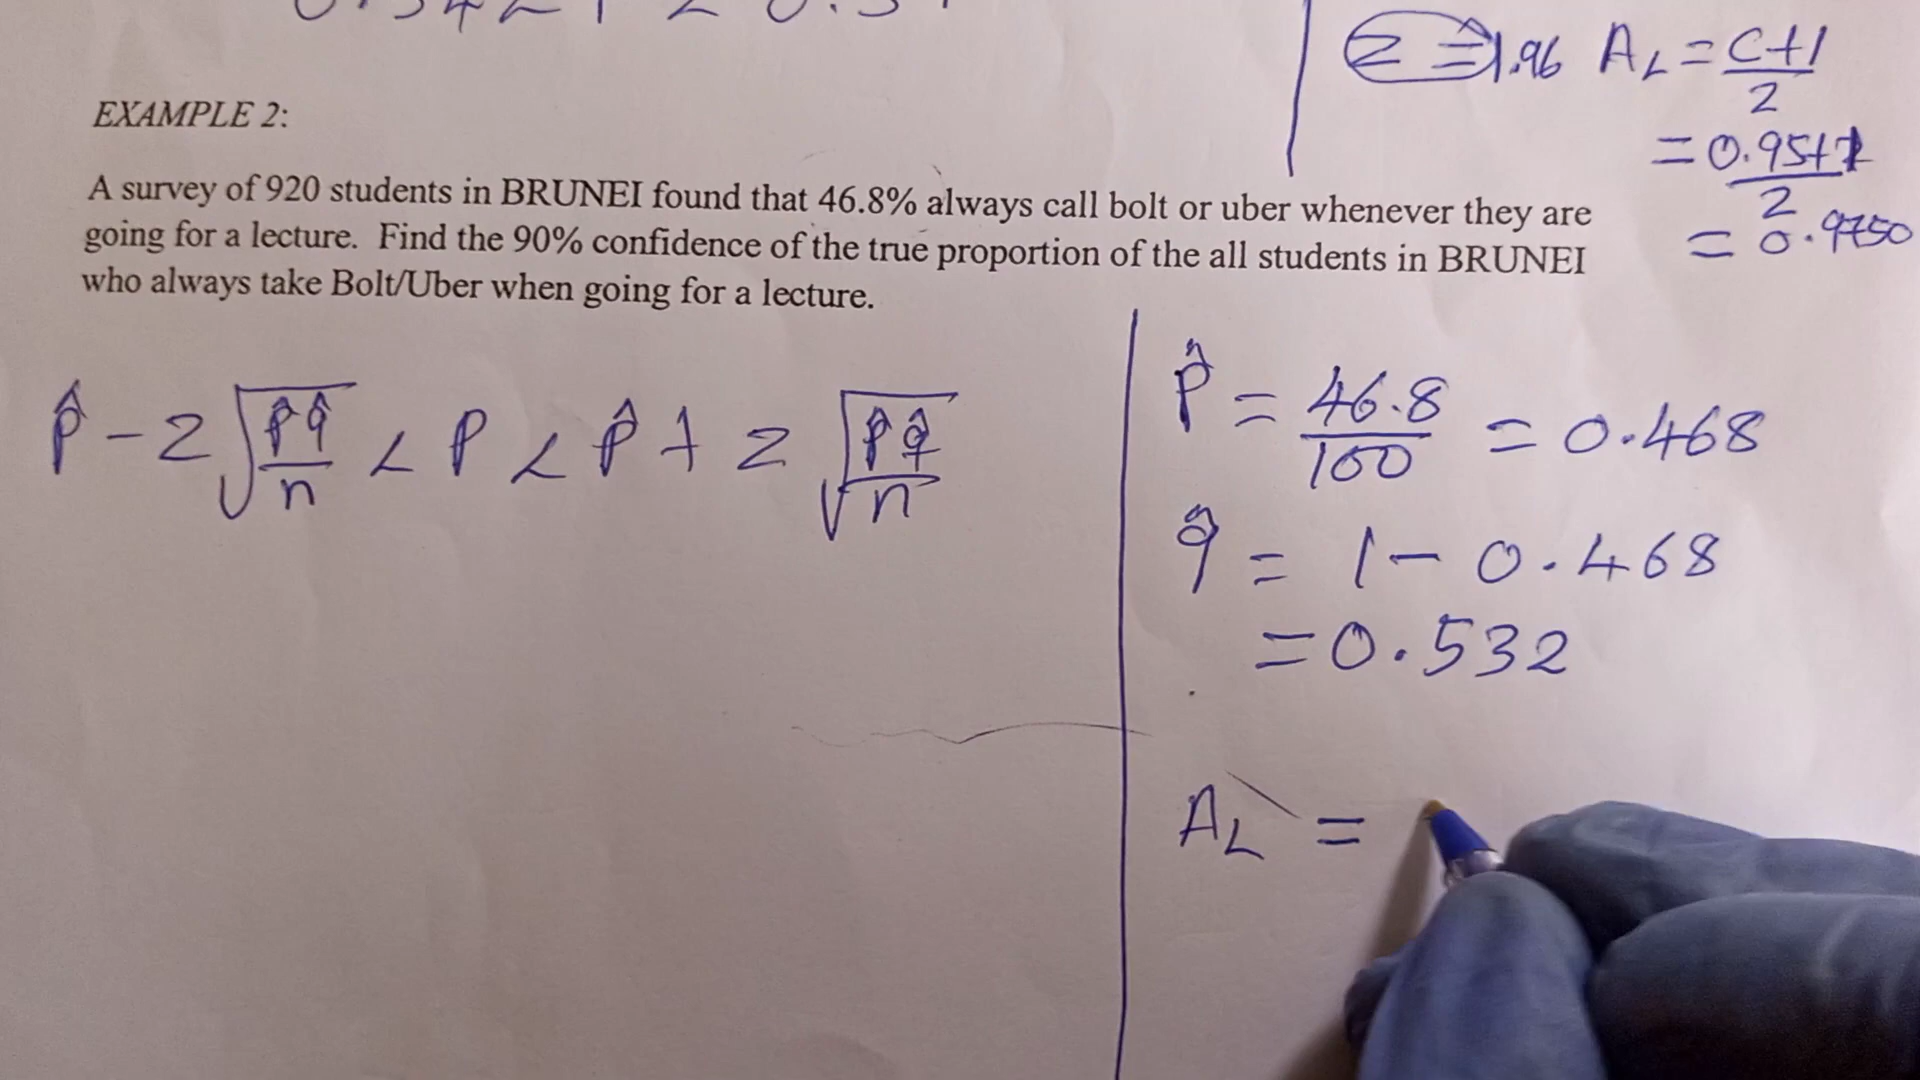 Z = 1.96 A_L = C+1
2
= 0.95+1
2
= 0.9750
EXAMPLE 2:
A survey of 920 students in BRUNEI found that 46.8% always call bolt or uber whenever they are
going for a lecture. Find the 90% confidence of the true proportion of the all students in BRUNEI
who always take Bolt/Uber when going for a lecture.
p̂ - Z√(p̂q̂/n) < P < p̂ + Z√(p̂q̂/n)
p̂ = 46.8/100 = 0.468
q̂ = 1 - 0.468
= 0.532
A_L =